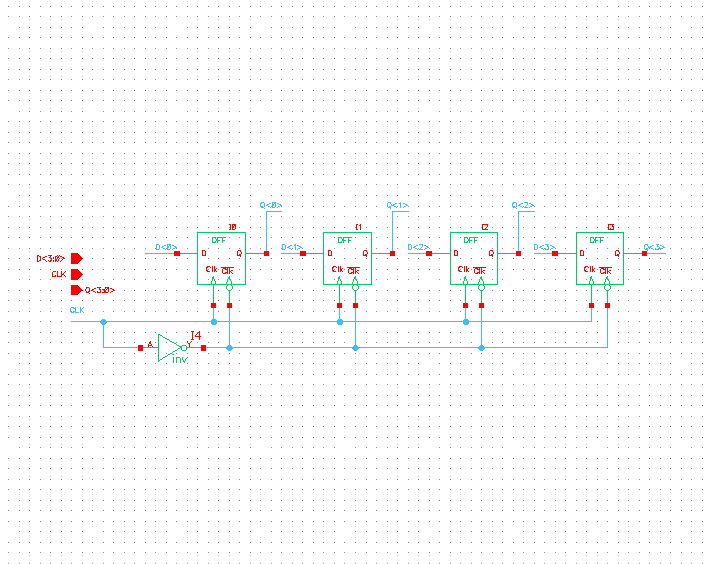 Q<0> Q<1> Q<2>
I0 I1 I2 I3
DFF DFF DFF DFF
D<0> D<1> D<2> D<3> Q<3>
D Q D Q D Q D Q
D<3:0>
Clk Clk Clk Clk Clk Clk Clk Clk
CLK
Q<3:0>
CLK
I4
A Y
INV